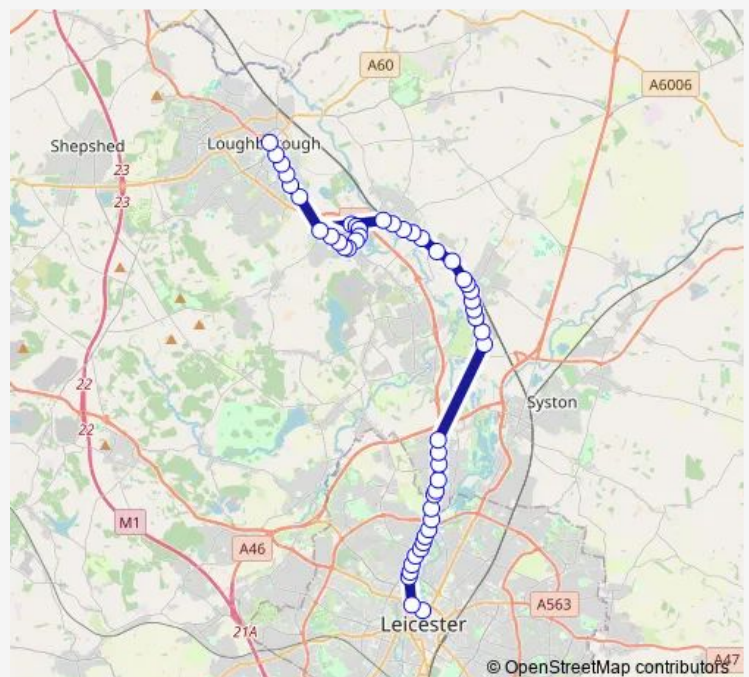 A60
A6006
Shepshed
Loughborough
23
23
22
22
Syston
M1
A46
21A
A563
Leicester
A47
© OpenStreetMap contributors